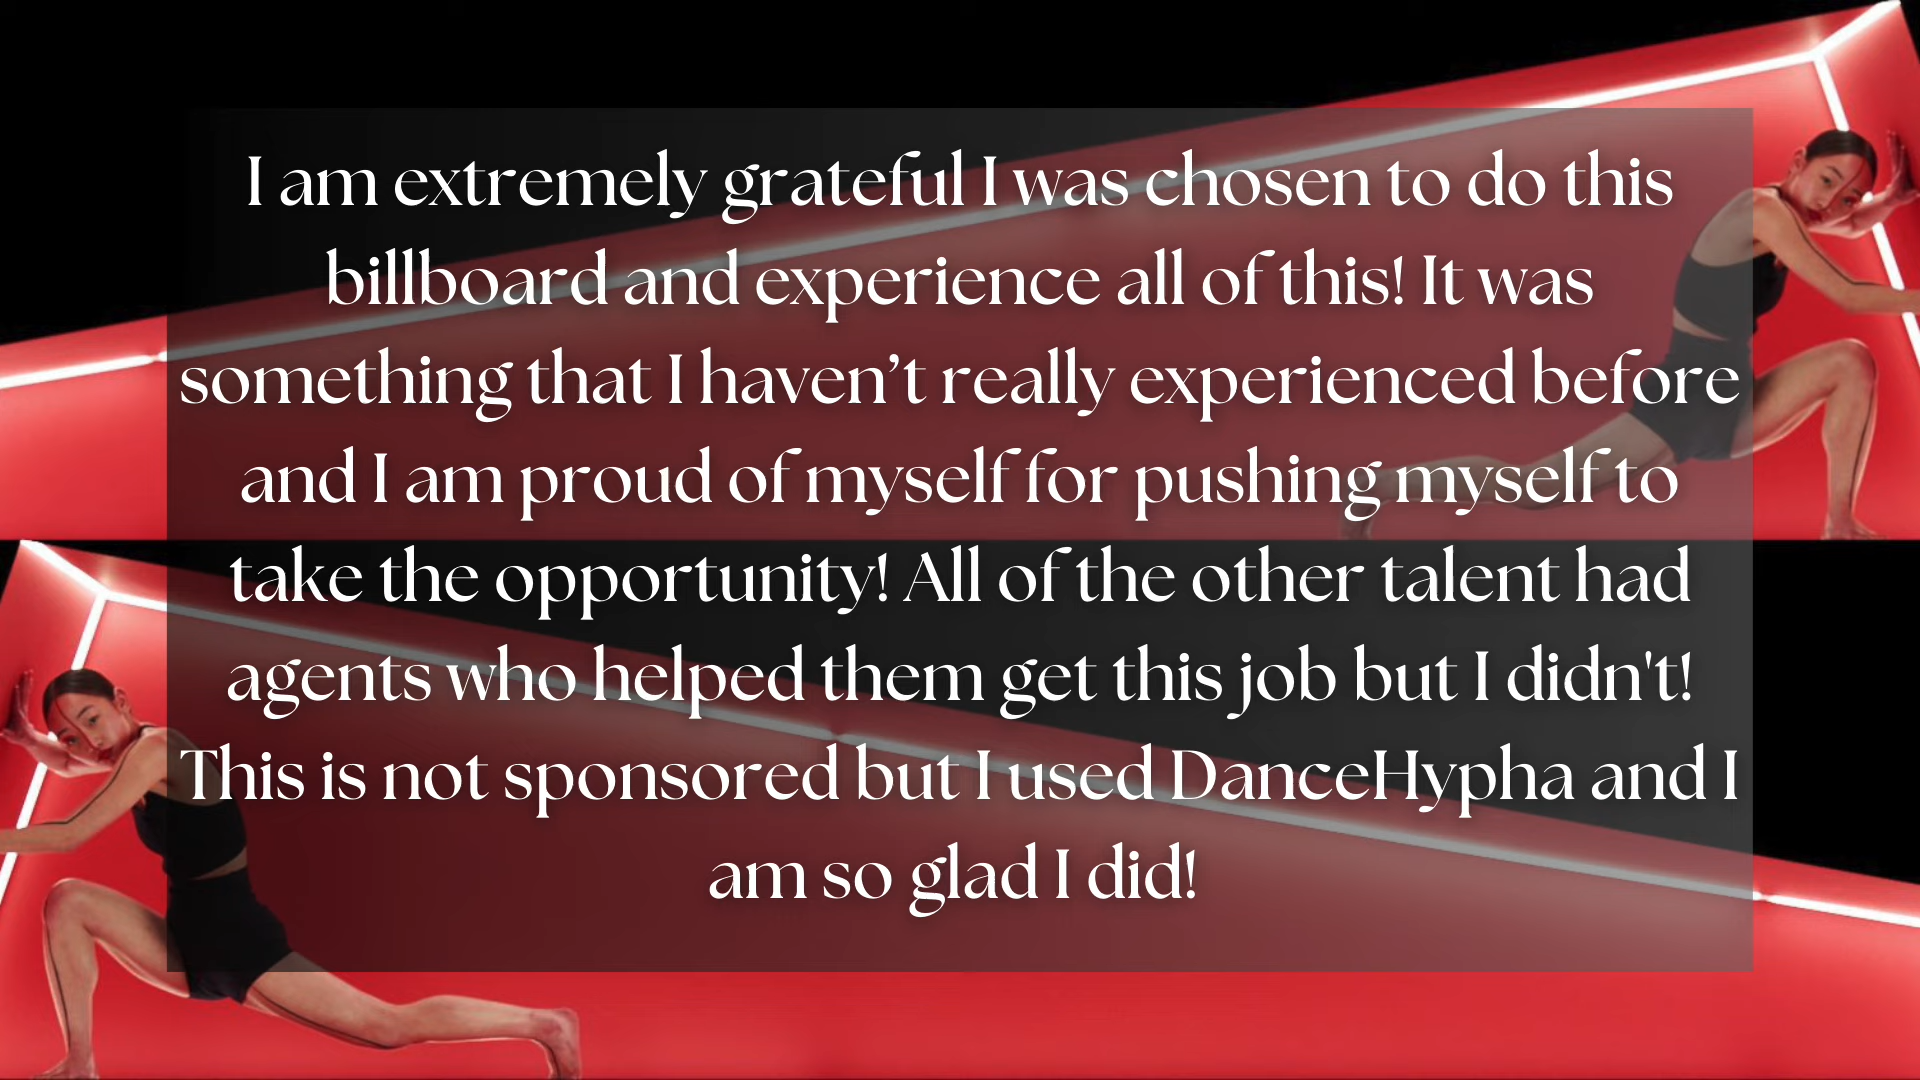 I am extremely grateful I was chosen to do this
billboard and experience all of this! It was
something that I haven’t really experienced before
and I am proud of myself for pushing myself to
take the opportunity! All of the other talent had
agents who helped them get this job but I didn't!
This is not sponsored but I used DanceHypha and I
am so glad I did!